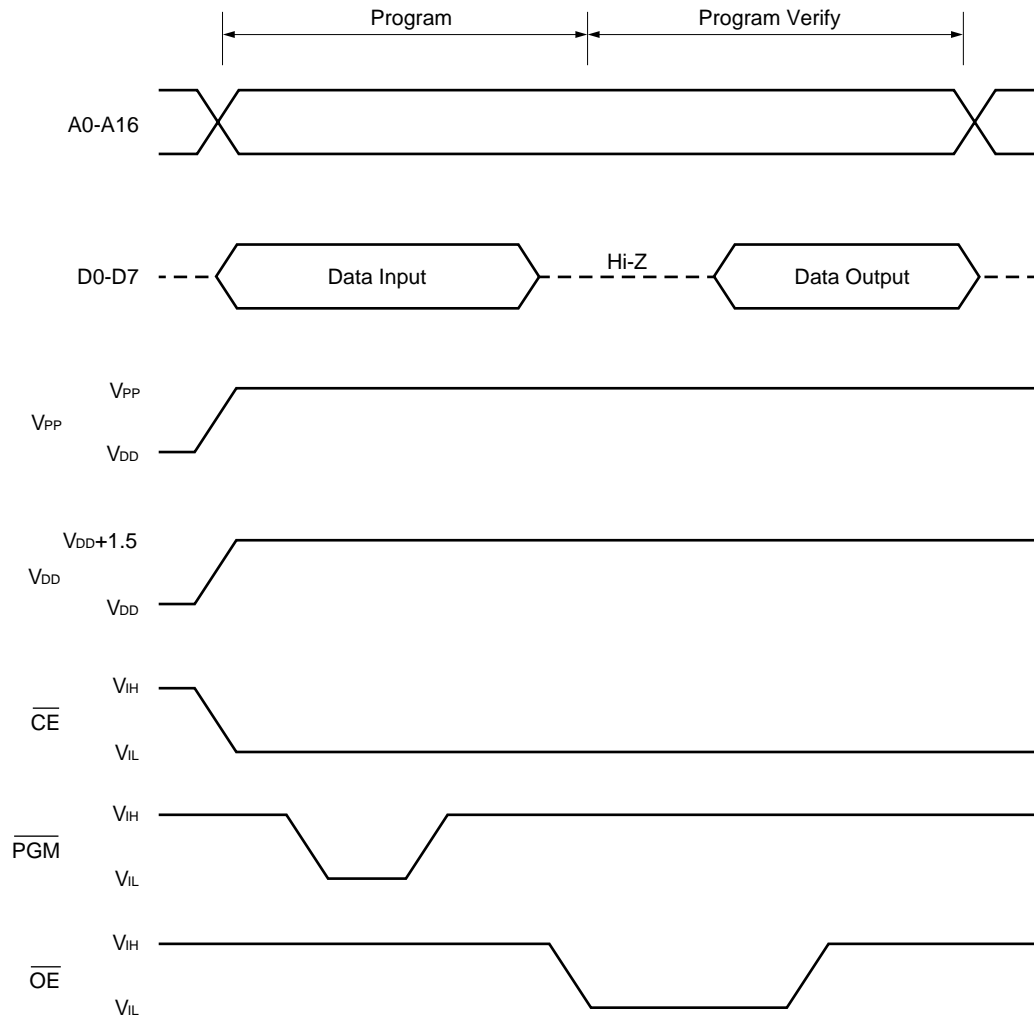 Program Program Verify
A0-A16
D0-D7 Data Input Hi-Z Data Output
VPP
VPP
VDD
VDD+1.5
VDD
VDD
VIH
CE
VIL
VIH
PGM
VIL
VIH
OE
VIL